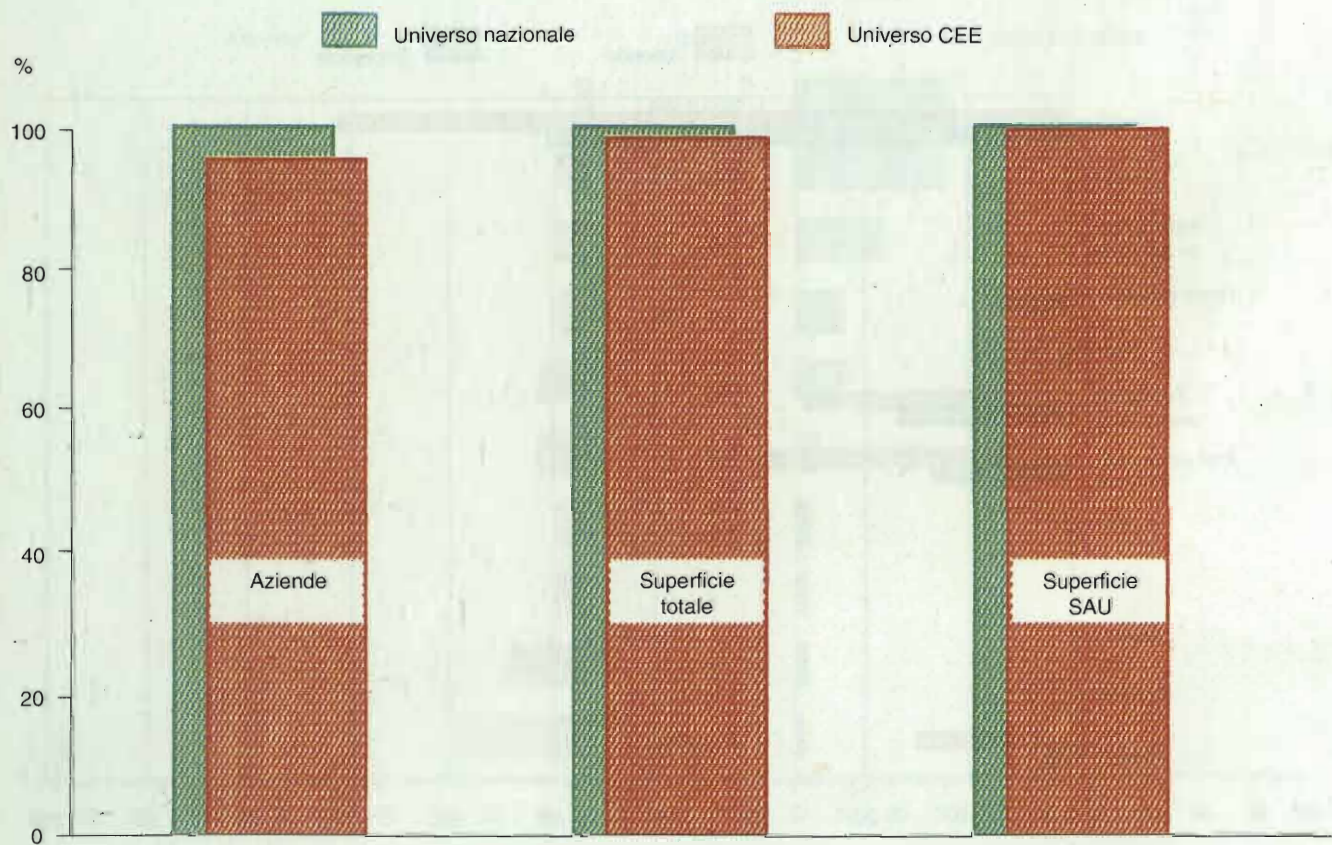 Universo nazionale
Universo CEE
%
100
80
60
40
20
0
Aziende
Superficie
totale
Superficie
SAU